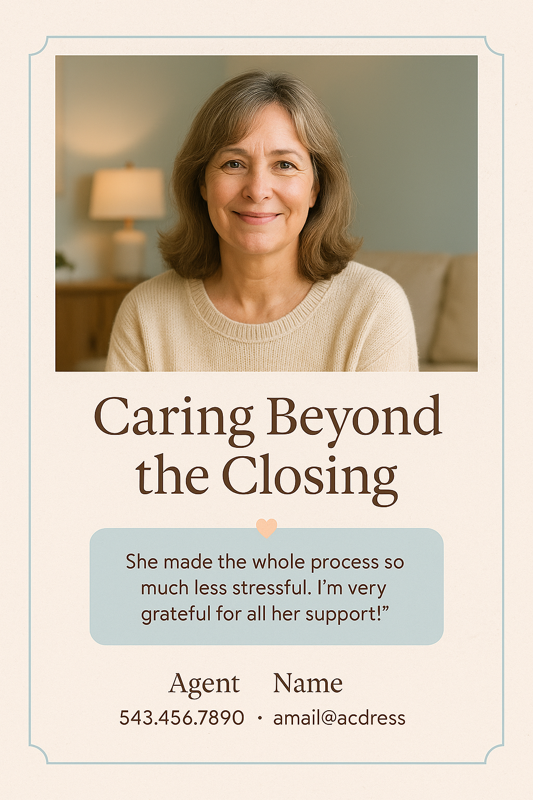 Caring Beyond
the Closing
She made the whole process so
much less stressful. I’m very
grateful for all her support!”
Agent Name
543.456.7890 · amail@acdress